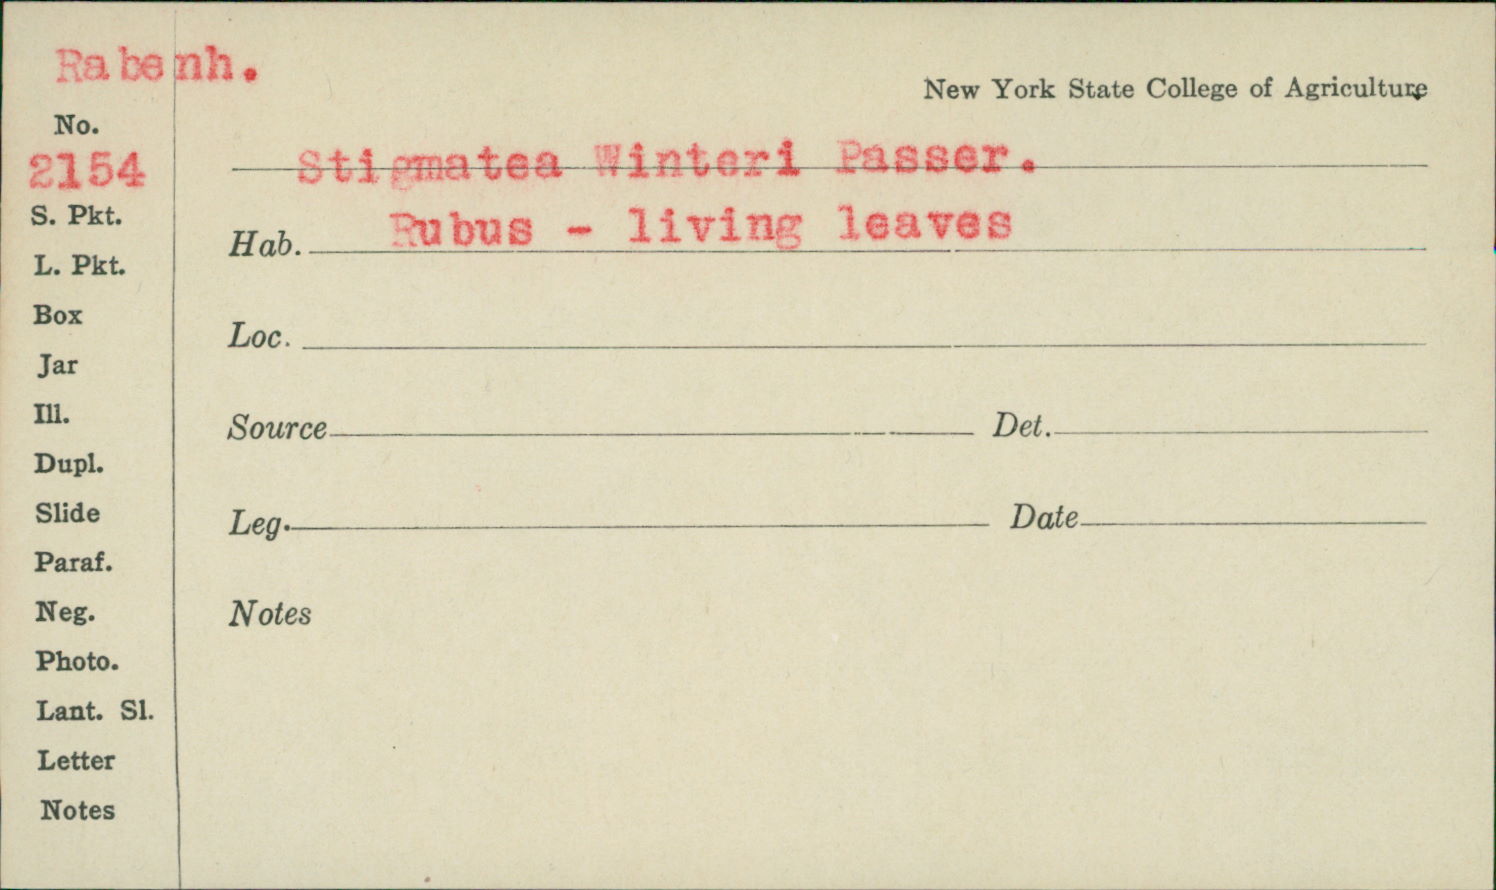 Rabenh.
New York State College of Agriculture
No.
2154
Stigmatea Winteri Passer.
S. Pkt.
Hab. Rubus - living leaves
L. Pkt.
Box
Loc.
Jar
Ill.
Source Det.
Dupl.
Slide
Leg. Date
Paraf.
Neg.
Notes
Photo.
Lant. Sl.
Letter
Notes